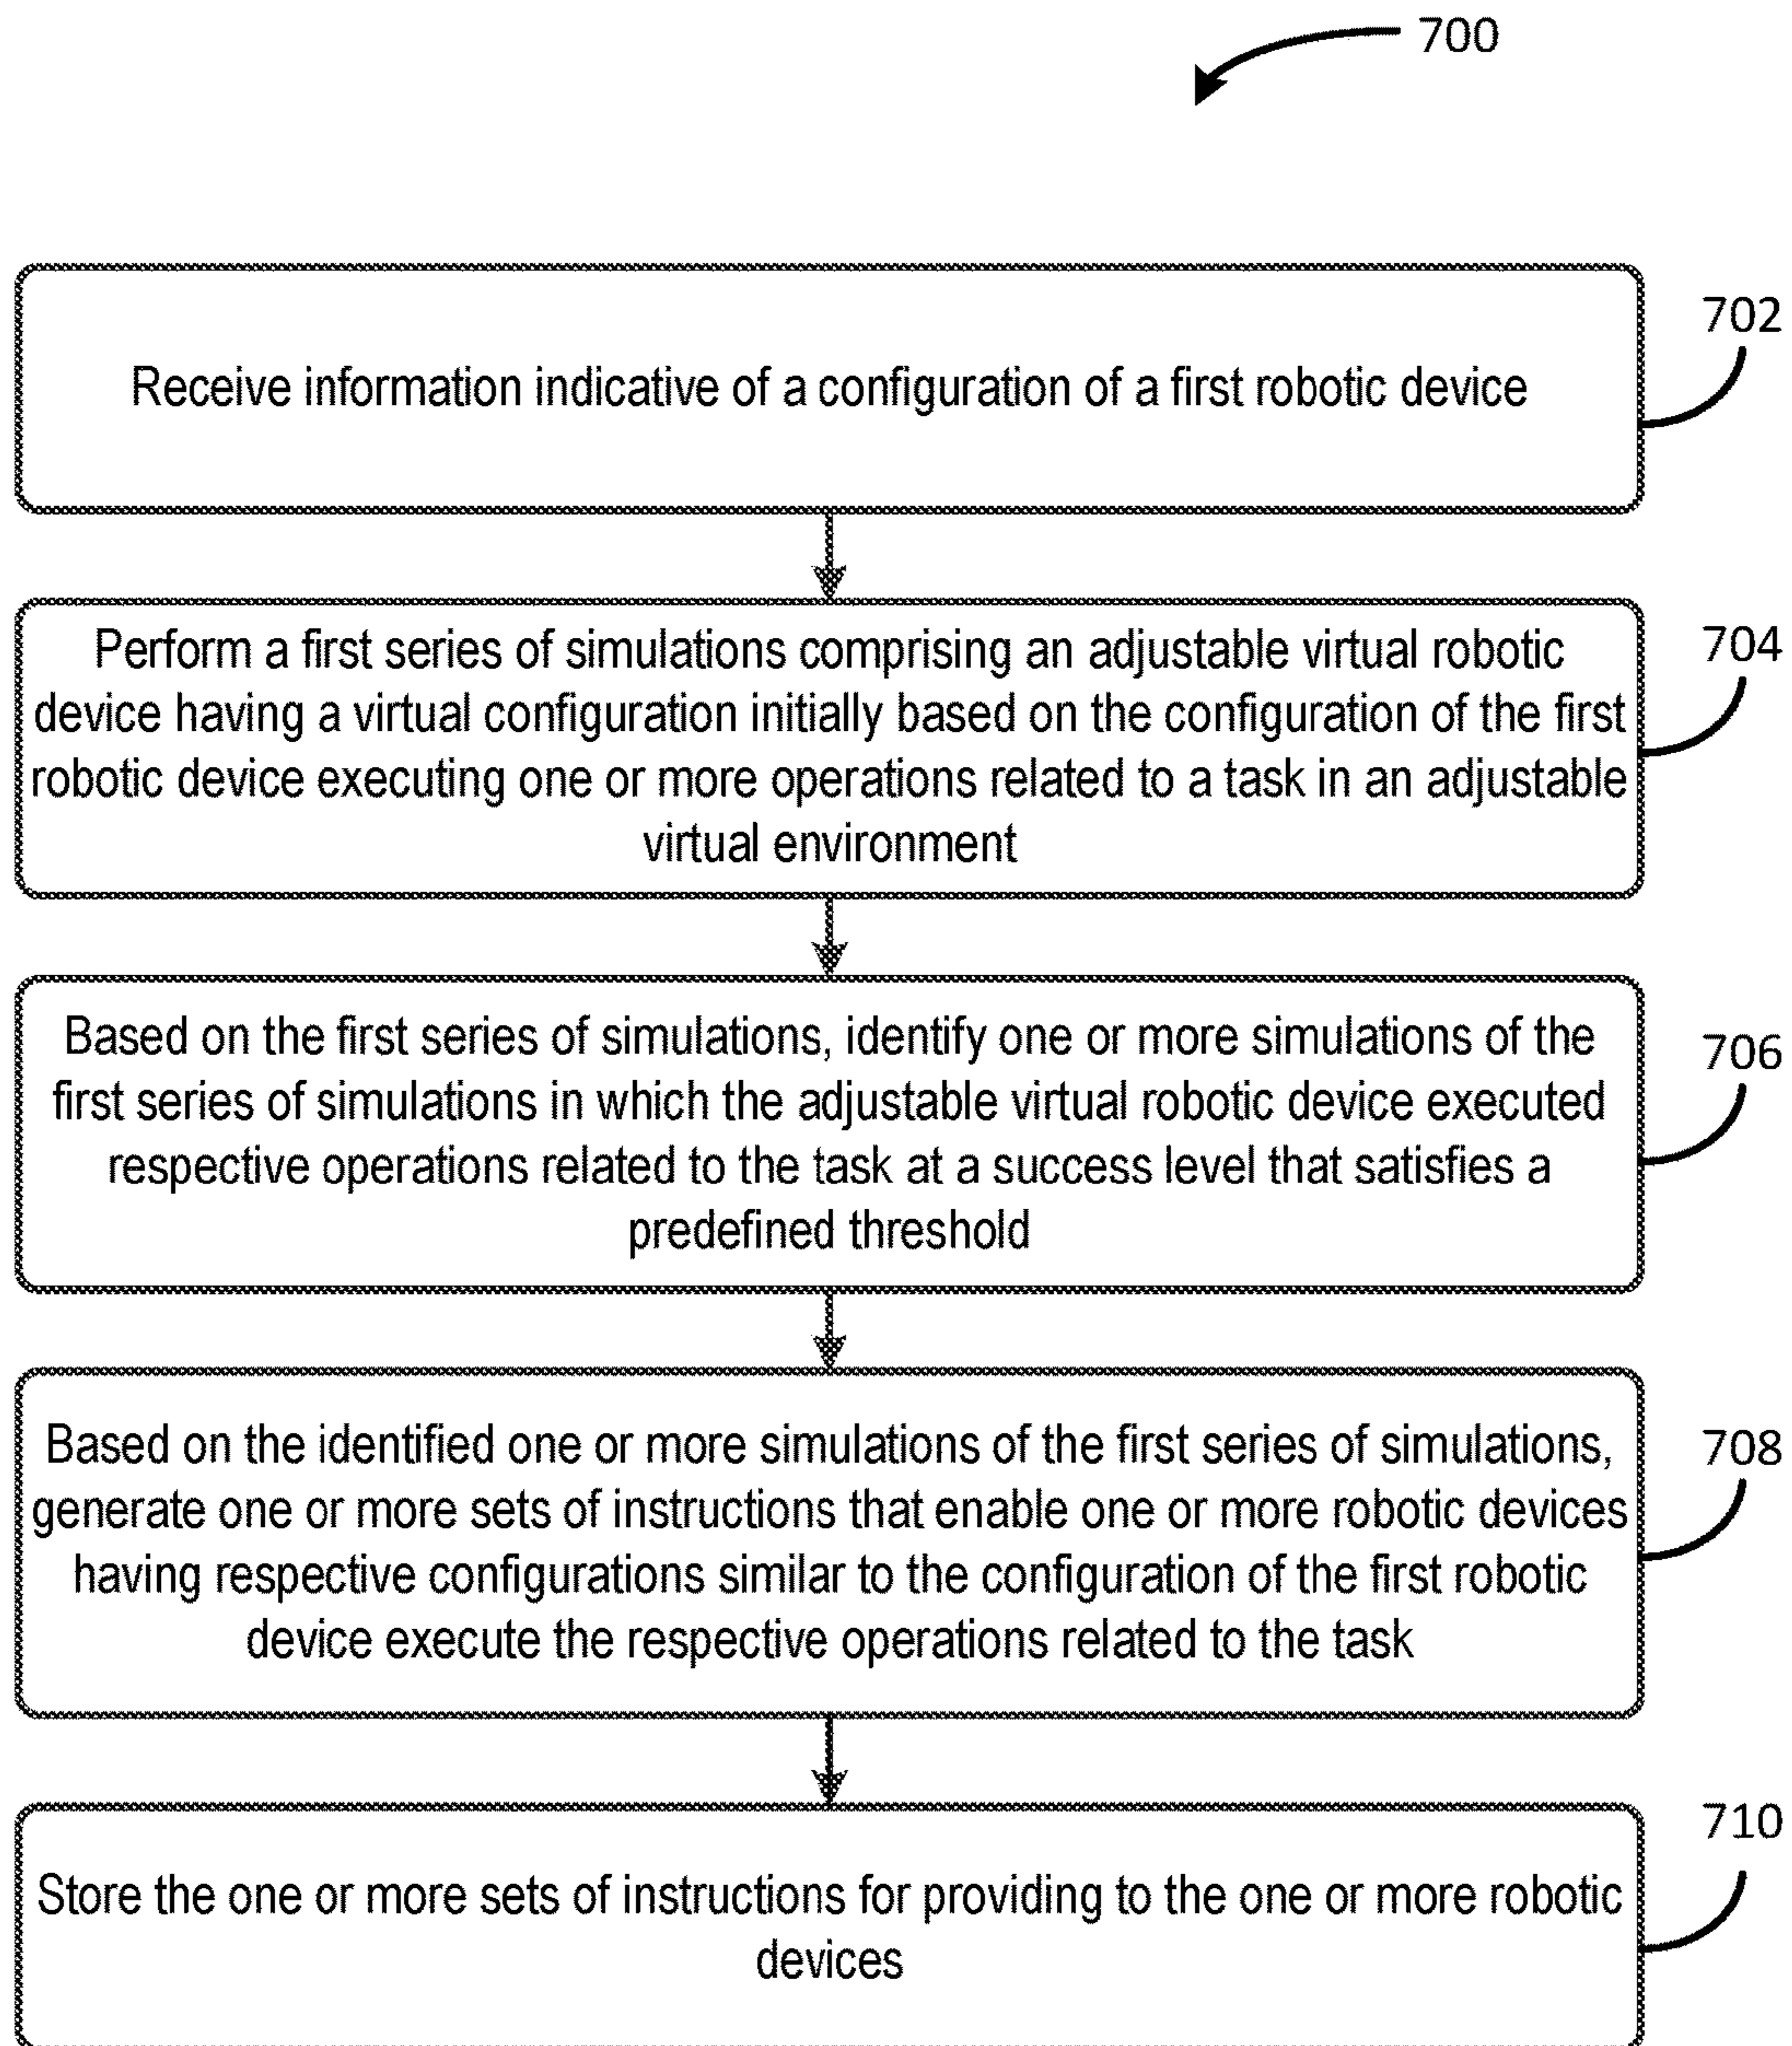 700
702
Receive information indicative of a configuration of a first robotic device
704
Perform a first series of simulations comprising an adjustable virtual robotic
device having a virtual configuration initially based on the configuration of the first
robotic device executing one or more operations related to a task in an adjustable
virtual environment
706
Based on the first series of simulations, identify one or more simulations of the
first series of simulations in which the adjustable virtual robotic device executed
respective operations related to the task at a success level that satisfies a
predefined threshold
708
Based on the identified one or more simulations of the first series of simulations,
generate one or more sets of instructions that enable one or more robotic devices
having respective configurations similar to the configuration of the first robotic
device execute the respective operations related to the task
710
Store the one or more sets of instructions for providing to the one or more robotic
devices